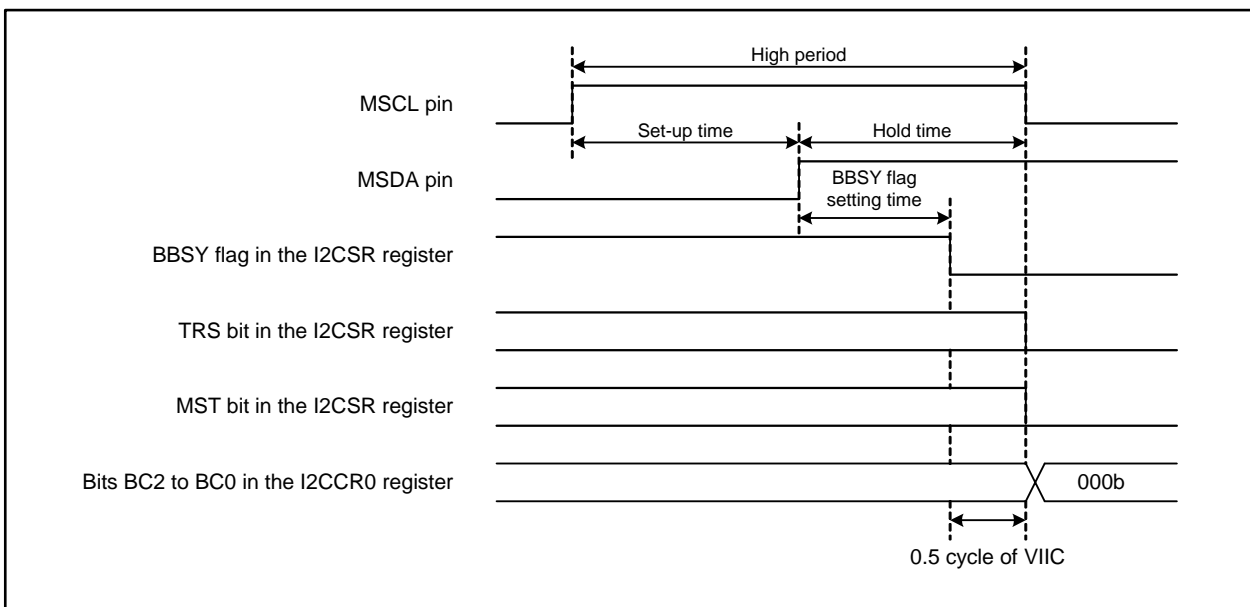 High period
MSCL pin
Set-up time
Hold time
MSDA pin
BBSY flag
setting time
BBSY flag in the I2CSR register
TRS bit in the I2CSR register
MST bit in the I2CSR register
Bits BC2 to BC0 in the I2CCR0 register
000b
0.5 cycle of VIIC